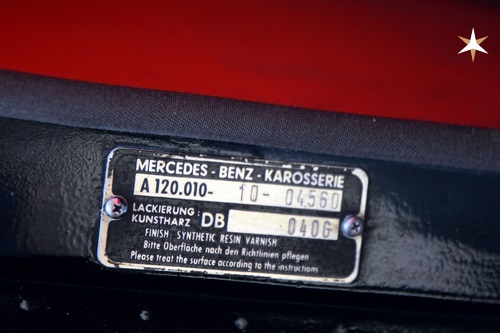 MERCEDES - BENZ - KAROSSERIE
A 120.010- 10- 04560
LACKIERUNG:
KUNSTHARZ DB 040G
FINISH: SYNTHETIC RESIN VARNISH
Bitte Oberfläche nach den Richtlinien pflegen
Please treat the surface according to the instructions